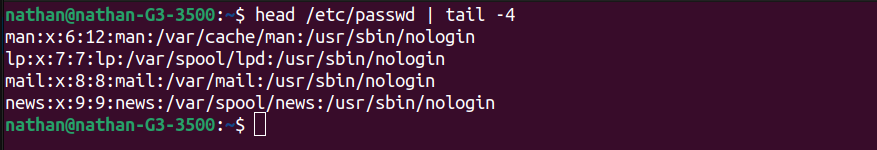 nathan@nathan-G3-3500:~$ head /etc/passwd | tail -4
man:x:6:12:man:/var/cache/man:/usr/sbin/nologin
lp:x:7:7:lp:/var/spool/lpd:/usr/sbin/nologin
mail:x:8:8:mail:/var/mail:/usr/sbin/nologin
news:x:9:9:news:/var/spool/news:/usr/sbin/nologin
nathan@nathan-G3-3500:~$